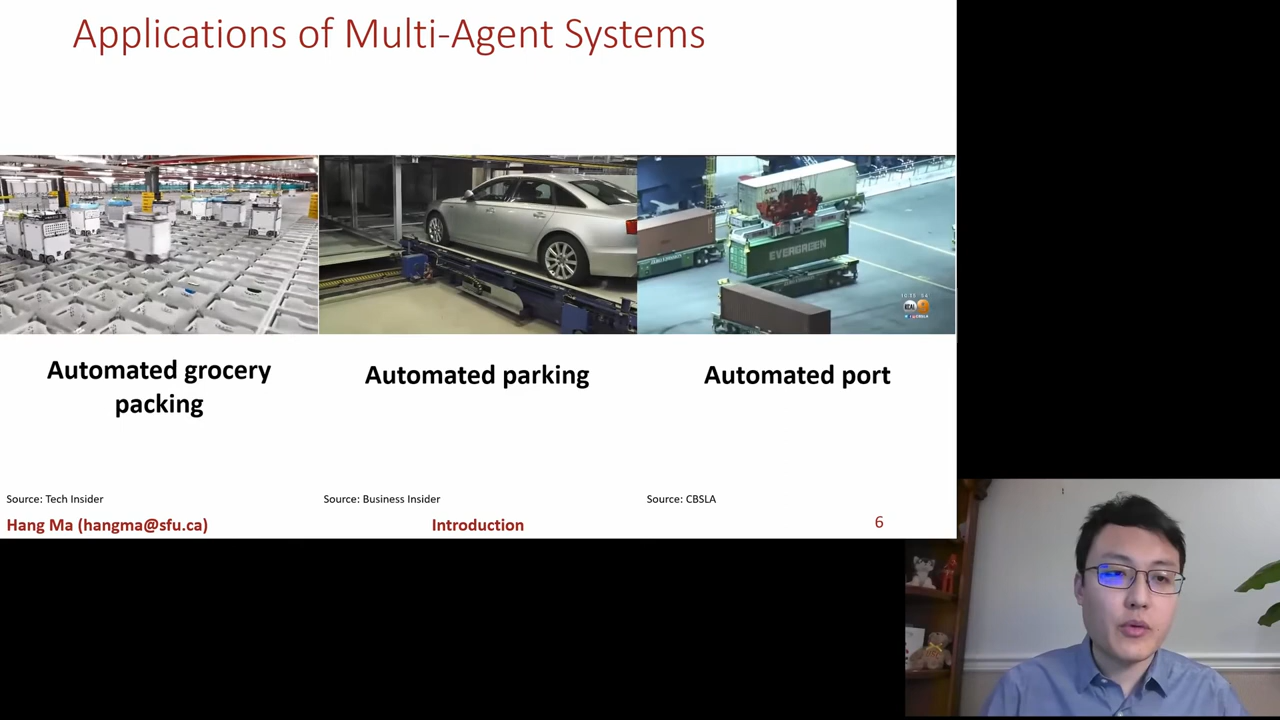 Applications of Multi-Agent Systems
EVERGREEN
Automated grocery
packing
Automated parking
Automated port
Source: Tech Insider
Source: Business Insider
Source: CBSLA
Hang Ma (hangma@sfu.ca)
Introduction
6